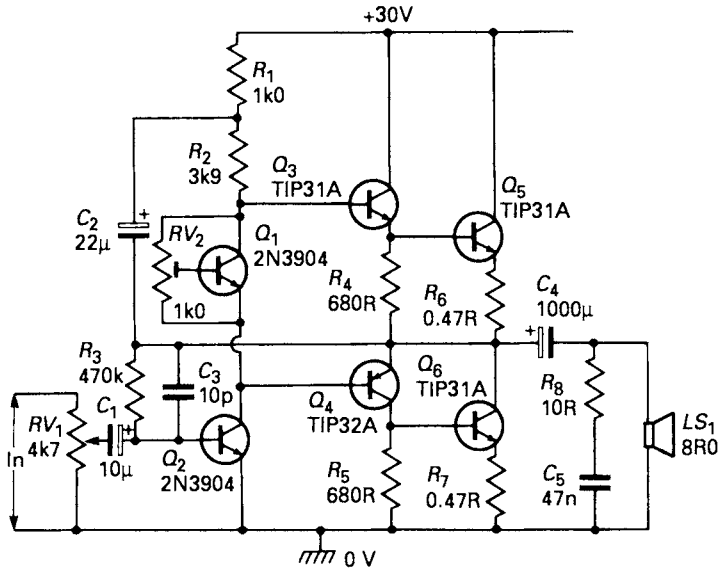 +30V
R1
1k0
R2
3k9
Q3
TIP31A
Q5
TIP31A
C2
22μ
+
RV2
1k0
Q1
2N3904
R4
680R
R6
0.47R
C4
1000μ
+
R3
470k
C3
10p
Q4
TIP32A
Q6
TIP31A
In
RV1
4k7
C1
+
10μ
Q2
2N3904
R5
680R
R7
0.47R
R8
10R
C5
47n
LS1
8R0
0 V